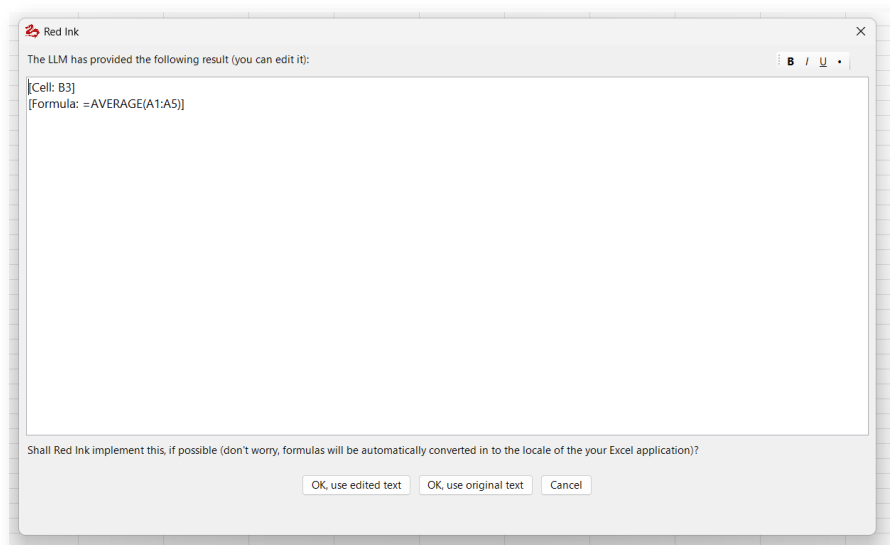 Red Ink
The LLM has provided the following result (you can edit it):
B I U •
[Cell: B3]
[Formula: =AVERAGE(A1:A5)]
Shall Red Ink implement this, if possible (don't worry, formulas will be automatically converted in to the locale of the your Excel application)?
OK, use edited text OK, use original text Cancel